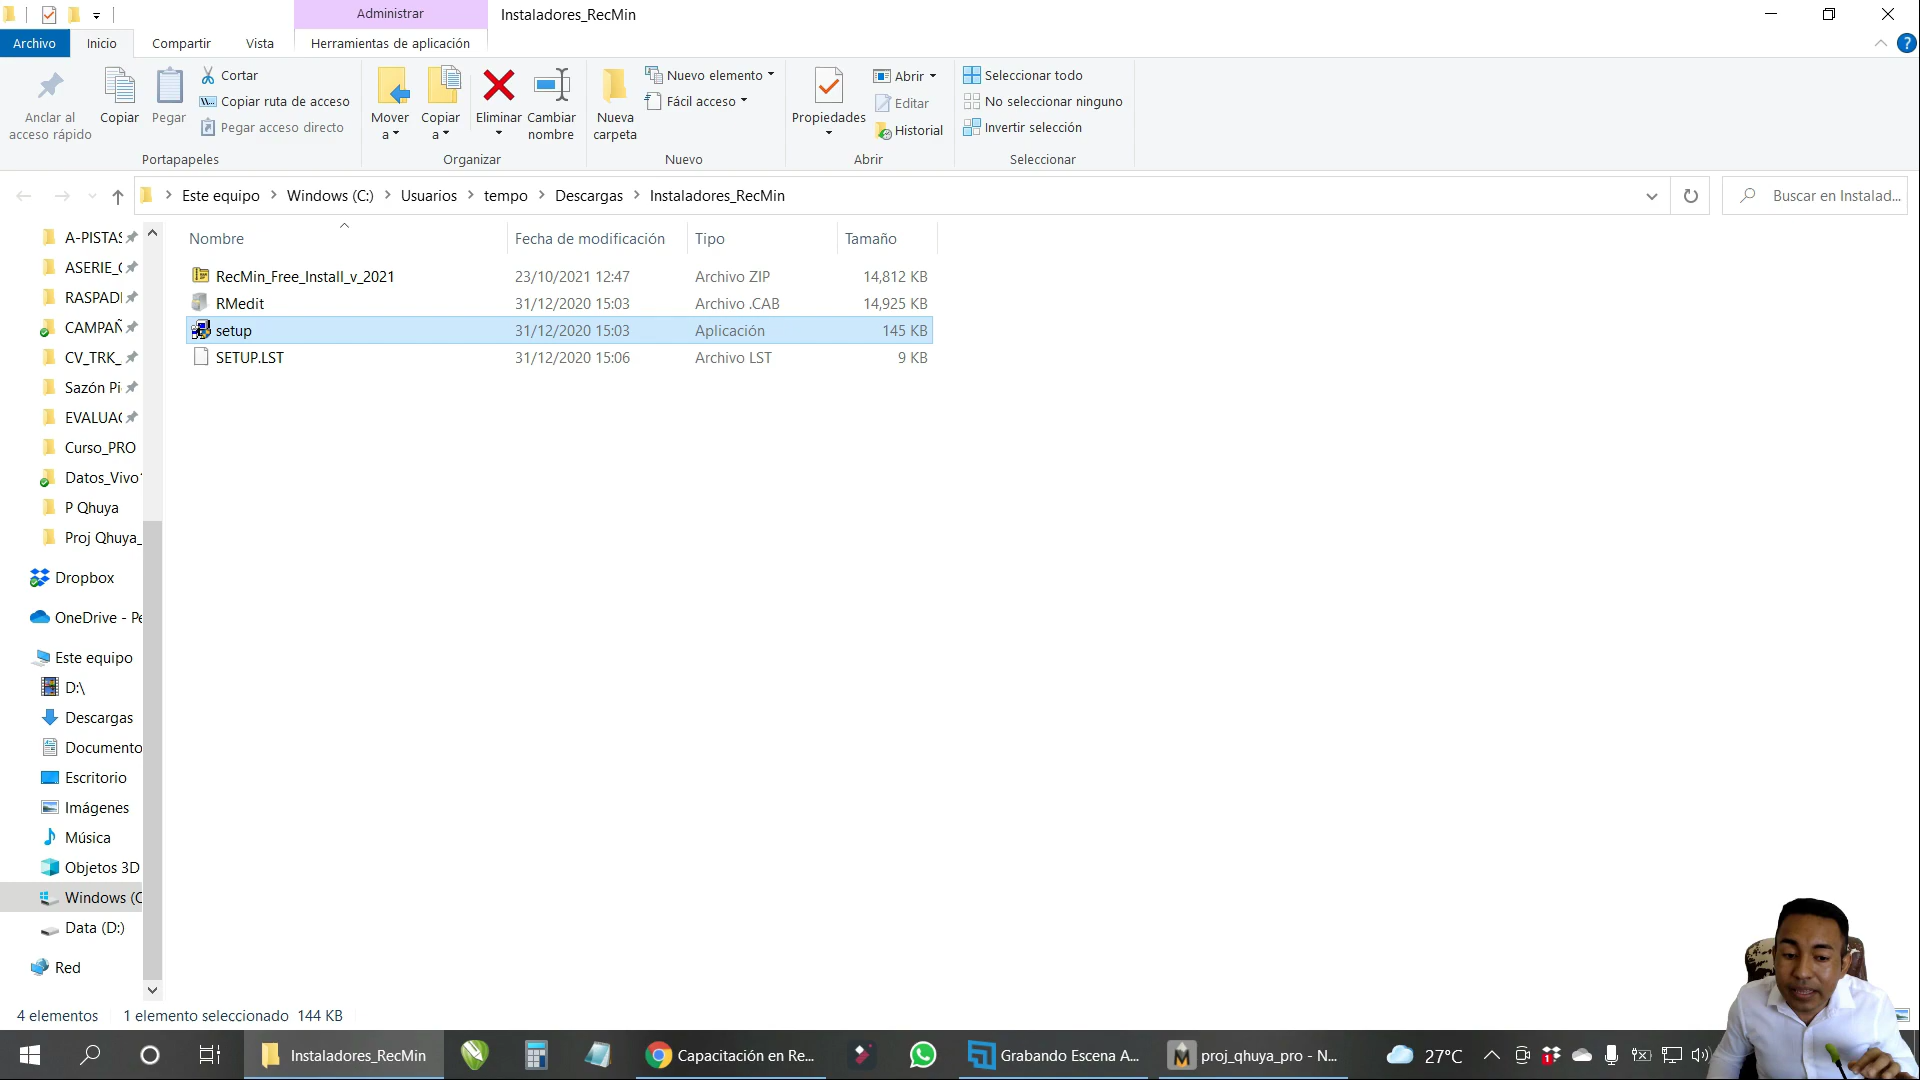 Administrar
Instaladores_RecMin
Archivo
Inicio
Compartir
Vista
Herramientas de aplicación
Anclar al
acceso rápido
Copiar
Pegar
Cortar
Copiar ruta de acceso
Pegar acceso directo
Portapapeles
Mover
a
Copiar
a
Eliminar
Cambiar
nombre
Organizar
Nueva
carpeta
Nuevo elemento
Fácil acceso
Nuevo
Propiedades
Abrir
Editar
Historial
Abrir
Seleccionar todo
No seleccionar ninguno
Invertir selección
Seleccionar
Este equipo > Windows (C:) > Usuarios > tempo > Descargas > Instaladores_RecMin
Buscar en Instalad...
Nombre Fecha de modificación Tipo Tamaño
RecMin_Free_Install_v_2021 23/10/2021 12:47 Archivo ZIP 14,812 KB
RMedit 31/12/2020 15:03 Archivo .CAB 14,925 KB
setup 31/12/2020 15:03 Aplicación 145 KB
SETUP.LST 31/12/2020 15:06 Archivo LST 9 KB
A-PISTAS
ASERIE_
RASPAD
CAMPAÑ
CV_TRK_
Sazón Pi
EVALUA
Curso_PRO
Datos_Vivo
P Qhuya
Proj Qhuya_
Dropbox
OneDrive - Pe
Este equipo
D:\
Descargas
Documento
Escritorio
Imágenes
Música
Objetos 3D
Windows (C
Data (D:)
Red
4 elementos 1 elemento seleccionado 144 KB
Instaladores_RecMin
Capacitación en Re...
Grabando Escena A...
proj_qhuya_pro - N...
27°C
1